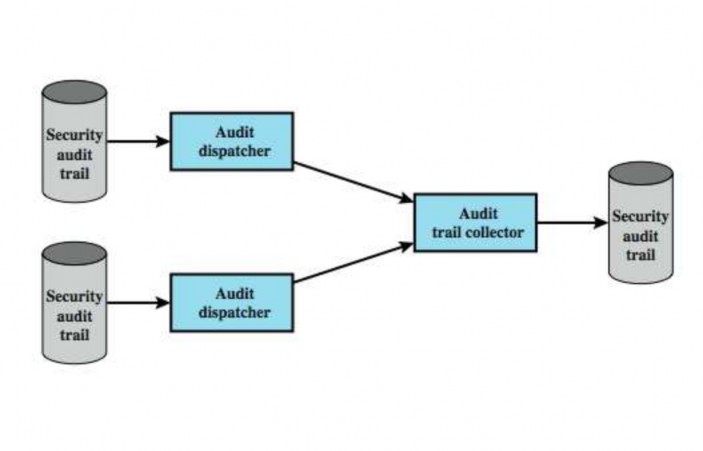 Security
audit
trail
Audit
dispatcher
Security
audit
trail
Audit
dispatcher
Audit
trail collector
Security
audit
trail